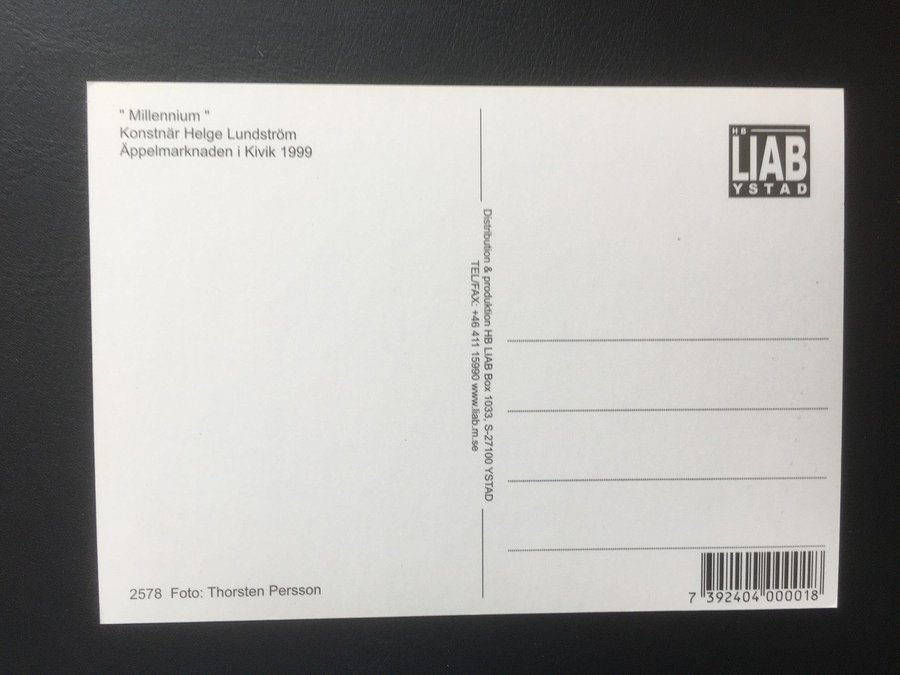 " Millennium "
Konstnär Helge Lundström
Äppelmarknaden i Kivik 1999
HB
LIAB
YSTAD
Distribution & produktion HB LIAB Box 1033, S-27100 YSTAD
TEL/FAX: +46 411 15990 www.liab.m.se
2578 Foto: Thorsten Persson
7 392404 000018